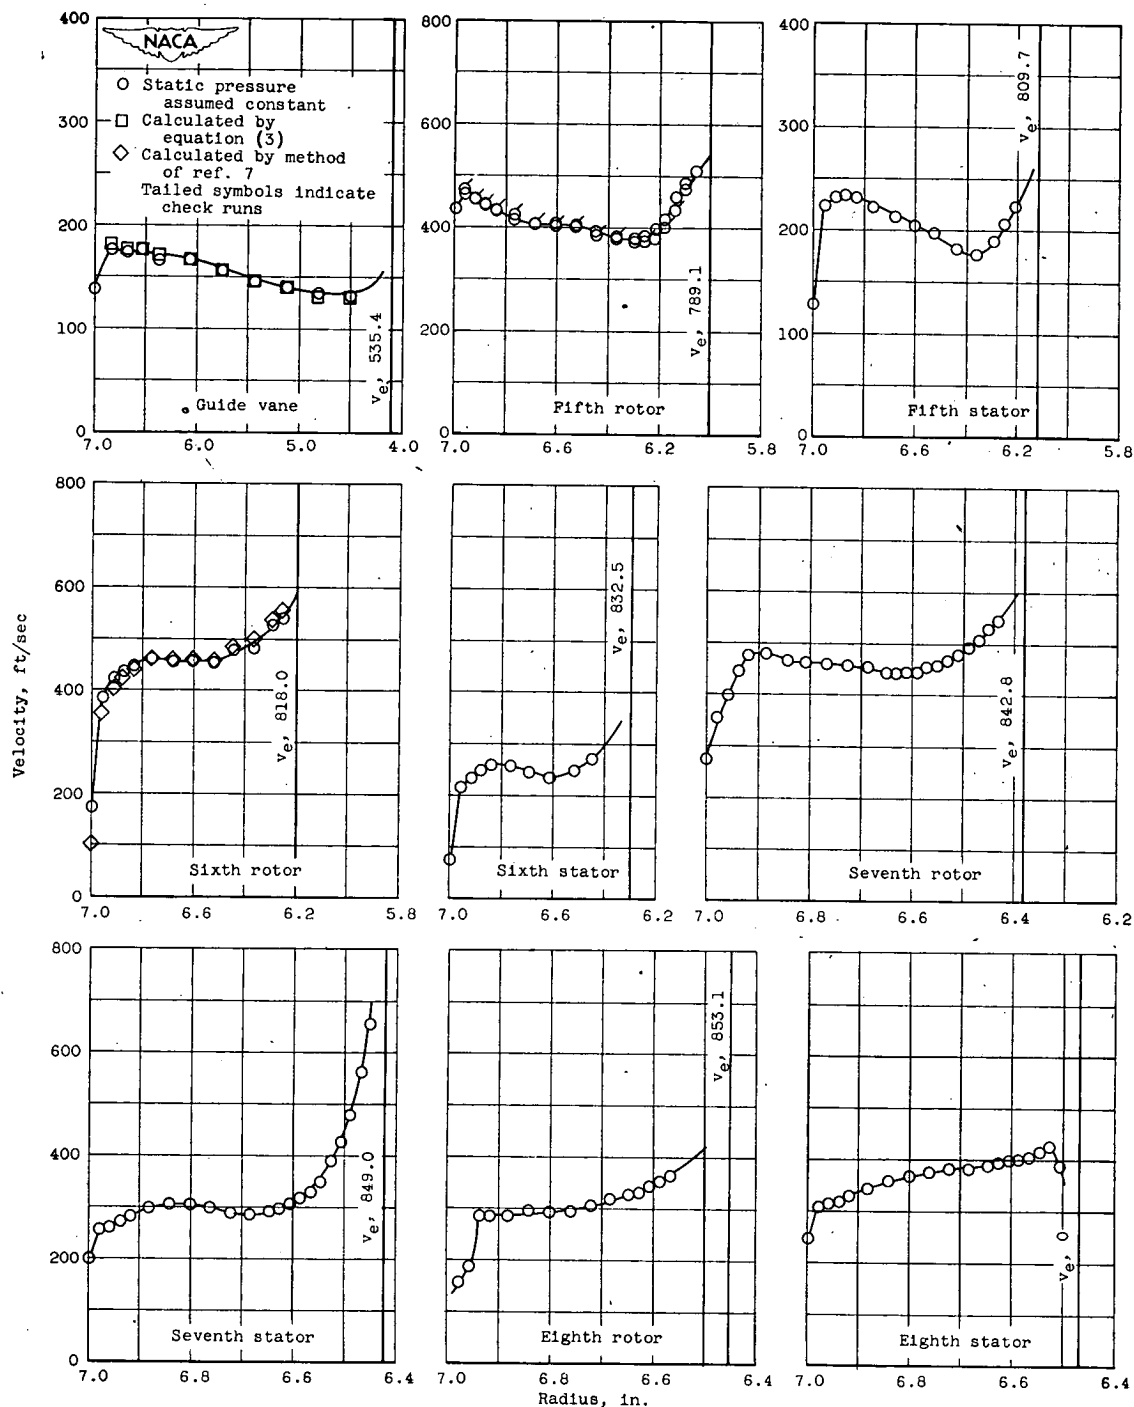 400
300
200
100
0
NACA
Static pressure
assumed constant
Calculated by
equation (3)
Calculated by method
of ref. 7
Tailed symbols indicate
check runs
v_e, 535.4
Guide vane
7.0 6.0 5.0 4.0
800
600
400
200
0
v_e, 789.1
Fifth rotor
7.0 6.6 6.2 5.8
400
300
200
100
0
v_e, 809.7
Fifth stator
7.0 6.6 6.2 5.8
Velocity, ft/sec
800
600
400
200
0
v_e, 818.0
Sixth rotor
7.0 6.6 6.2 5.8
v_e, 832.5
Sixth stator
7.0 6.6 6.2
v_e, 842.8
Seventh rotor
7.0 6.8 6.6 6.4 6.2
800
600
400
200
0
v_e, 849.0
Seventh stator
7.0 6.8 6.6 6.4
v_e, 853.1
Eighth rotor
7.0 6.8 6.6 6.4
v_e, 0
Eighth stator
7.0 6.8 6.6 6.4
Radius, in.